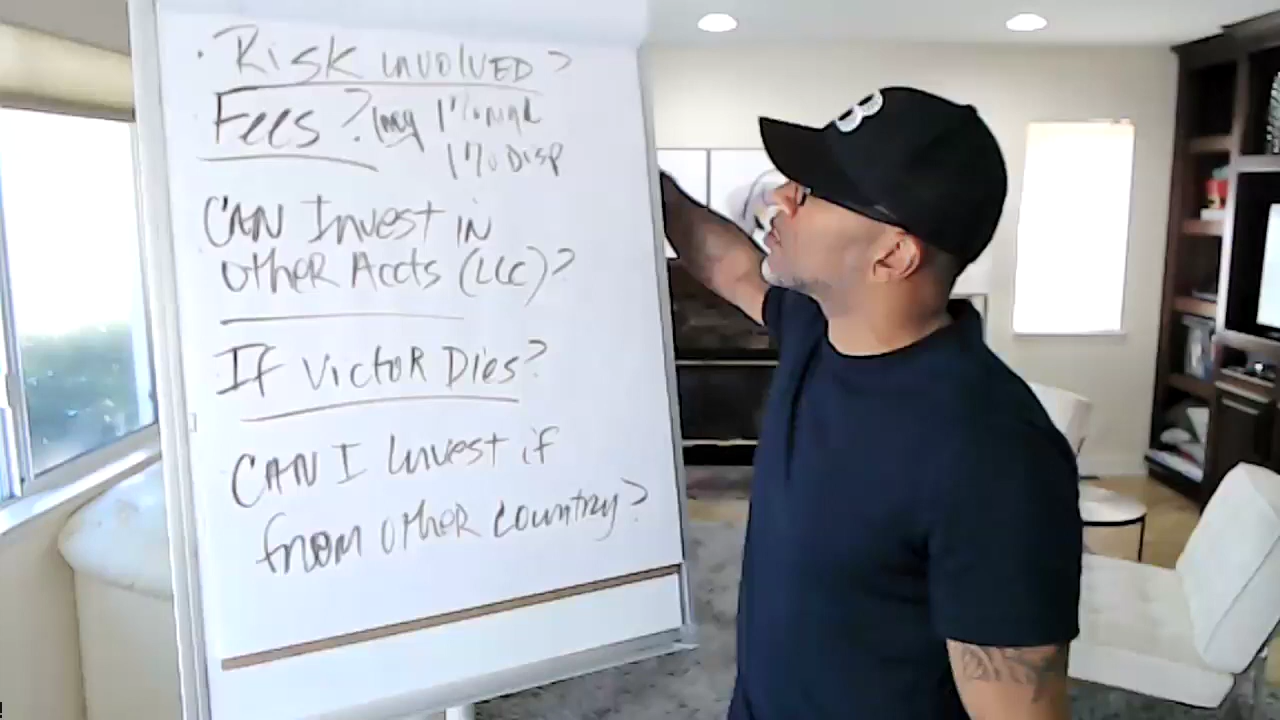 · Risk involved?
Fees? 1%
1% Disp
CAN Invest in
other Accts (LLC)?
If Victor Dies?
CAN I Invest if
from other country?
B